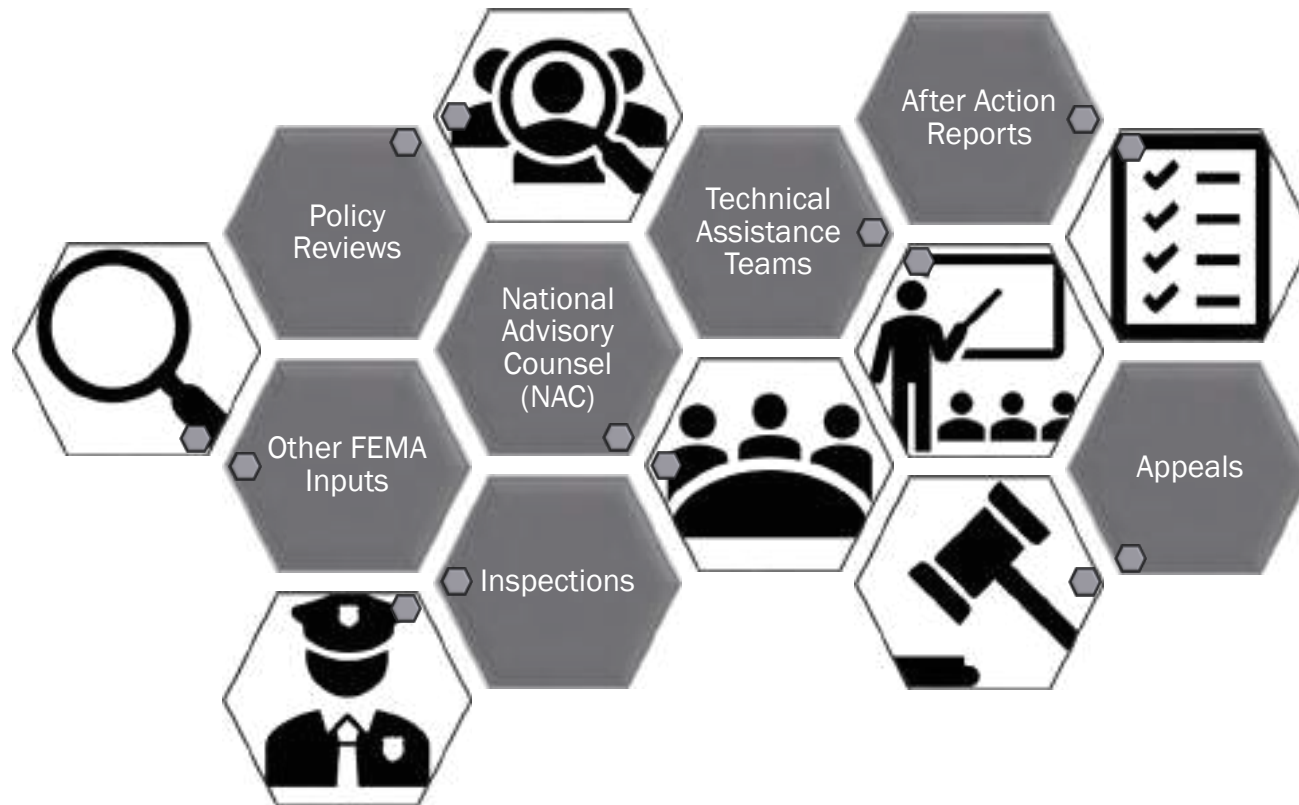 After Action
Reports
Policy
Reviews
Technical
Assistance
Teams
National
Advisory
Counsel
(NAC)
Other FEMA
Inputs
Appeals
Inspections